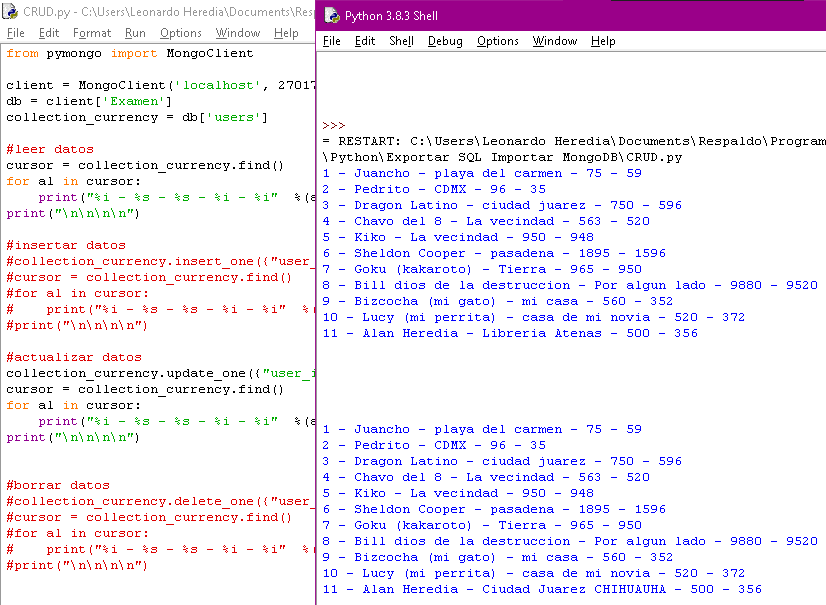 CRUD.py - C:\Users\Leonardo Heredia\Documents\Resp
File Edit Format Run Options Window Help
from pymongo import MongoClient
client = MongoClient('localhost', 27017
db = client['Examen']
collection_currency = db['users']
#leer datos
cursor = collection_currency.find()
for al in cursor:
print("%i - %s - %s - %i - %i" %(a
print("\n\n\n\n")
#insertar datos
#collection_currency.insert_one({"user_
#cursor = collection_currency.find()
#for al in cursor:
# print("%i - %s - %s - %i - %i" %
#print("\n\n\n\n")
#actualizar datos
collection_currency.update_one({"user_i
cursor = collection_currency.find()
for al in cursor:
print("%i - %s - %s - %i - %i" %(a
print("\n\n\n\n")
#borrar datos
#collection_currency.delete_one({"user_
#cursor = collection_currency.find()
#for al in cursor:
# print("%i - %s - %s - %i - %i" %
#print("\n\n\n\n")
Python 3.8.3 Shell
File Edit Shell Debug Options Window Help
>>>
= RESTART: C:\Users\Leonardo Heredia\Documents\Respaldo\Program
\Python\Exportar SQL Importar MongoDB\CRUD.py
1 - Juancho - playa del carmen - 75 - 59
2 - Pedrito - CDMX - 96 - 35
3 - Dragon Latino - ciudad juarez - 750 - 596
4 - Chavo del 8 - La vecindad - 563 - 520
5 - Kiko - La vecindad - 950 - 948
6 - Sheldon Cooper - pasadena - 1895 - 1596
7 - Goku (kakaroto) - Tierra - 965 - 950
8 - Bill dios de la destruccion - Por algun lado - 9880 - 9520
9 - Bizcocha (mi gato) - mi casa - 560 - 352
10 - Lucy (mi perrita) - casa de mi novia - 520 - 372
11 - Alan Heredia - Libreria Atenas - 500 - 356
1 - Juancho - playa del carmen - 75 - 59
2 - Pedrito - CDMX - 96 - 35
3 - Dragon Latino - ciudad juarez - 750 - 596
4 - Chavo del 8 - La vecindad - 563 - 520
5 - Kiko - La vecindad - 950 - 948
6 - Sheldon Cooper - pasadena - 1895 - 1596
7 - Goku (kakaroto) - Tierra - 965 - 950
8 - Bill dios de la destruccion - Por algun lado - 9880 - 9520
9 - Bizcocha (mi gato) - mi casa - 560 - 352
10 - Lucy (mi perrita) - casa de mi novia - 520 - 372
11 - Alan Heredia - Ciudad Juarez CHIHUAUHA - 500 - 356